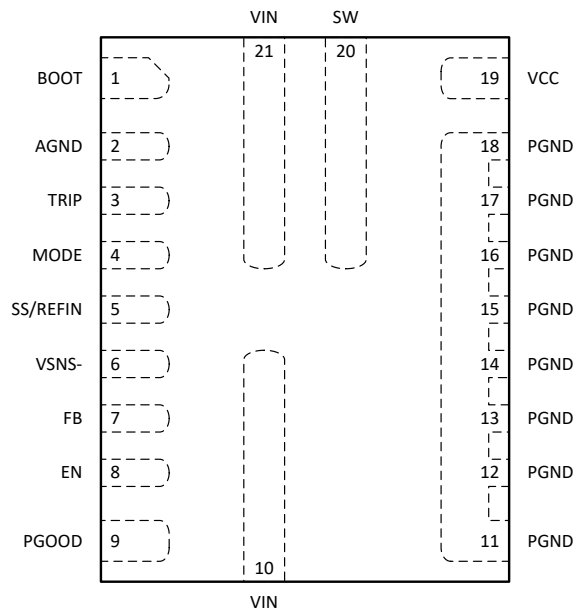 VIN SW
21 20
BOOT 1 19 VCC
AGND 2 18 PGND
TRIP 3 17 PGND
MODE 4 16 PGND
SS/REFIN 5 15 PGND
VSNS- 6 14 PGND
FB 7 13 PGND
EN 8 12 PGND
PGOOD 9 11 PGND
10
VIN